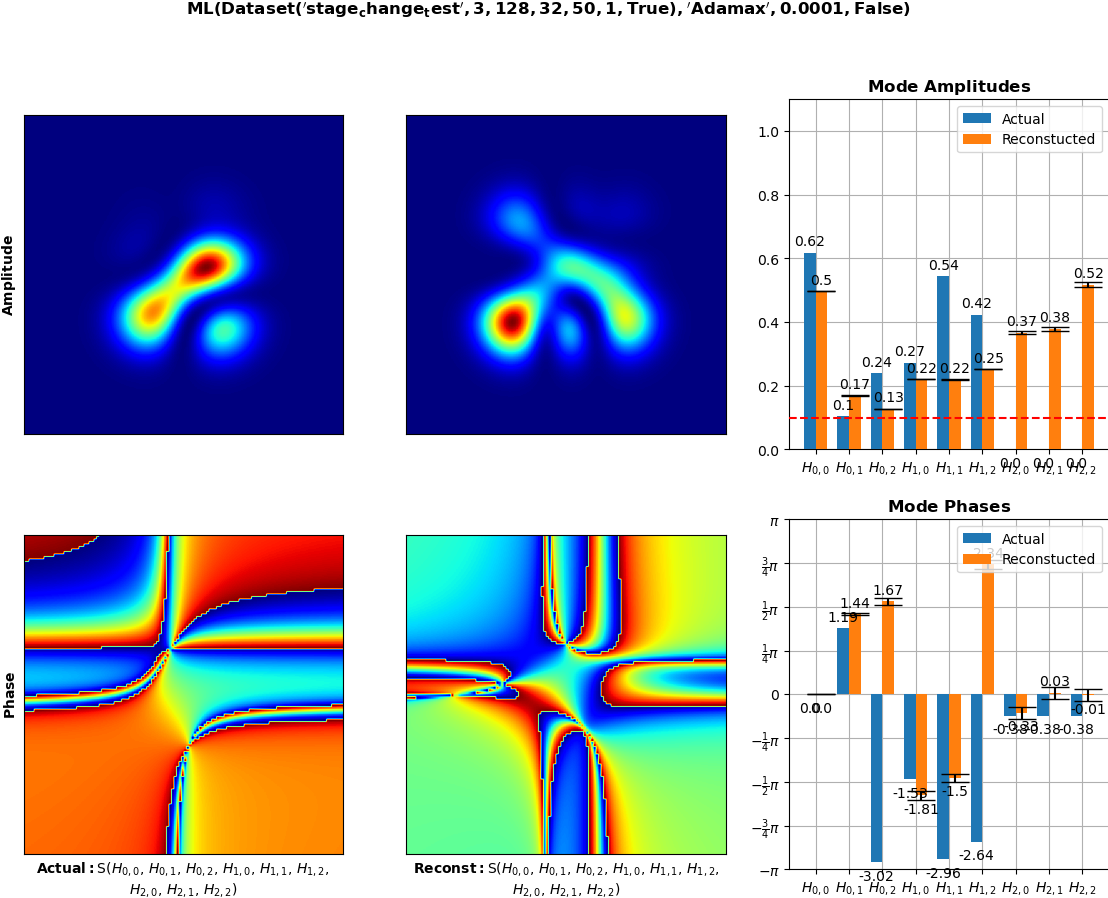 ML(Dataset('stage_change_test', 3, 128, 32, 50, 1, True), 'Adamax', 0.0001, False)
Amplitude
Mode Amplitudes
Actual
Reconstucted
1.0
0.8
0.6
0.4
0.2
0.0
0.62
0.5
0.1
0.17
0.24
0.13
0.27
0.22
0.54
0.22
0.42
0.25
0.0
0.37
0.0
0.38
0.0
0.52
H0,0 H0,1 H0,2 H1,0 H1,1 H1,2 H2,0 H2,1 H2,2
Phase
Actual: S(H0,0, H0,1, H0,2, H1,0, H1,1, H1,2,
H2,0, H2,1, H2,2)
Reconst: S(H0,0, H0,1, H0,2, H1,0, H1,1, H1,2,
H2,0, H2,1, H2,2)
Mode Phases
Actual
Reconstucted
π
3/4π
1/2π
1/4π
0
−1/4π
−1/2π
−3/4π
−π
0.0
1.19
1.44
-3.02
1.67
-1.53
-1.81
-2.96
-1.5
-2.64
2.34
-0.38
-0.38
0.03
-0.38
-0.01
H0,0 H0,1 H0,2 H1,0 H1,1 H1,2 H2,0 H2,1 H2,2